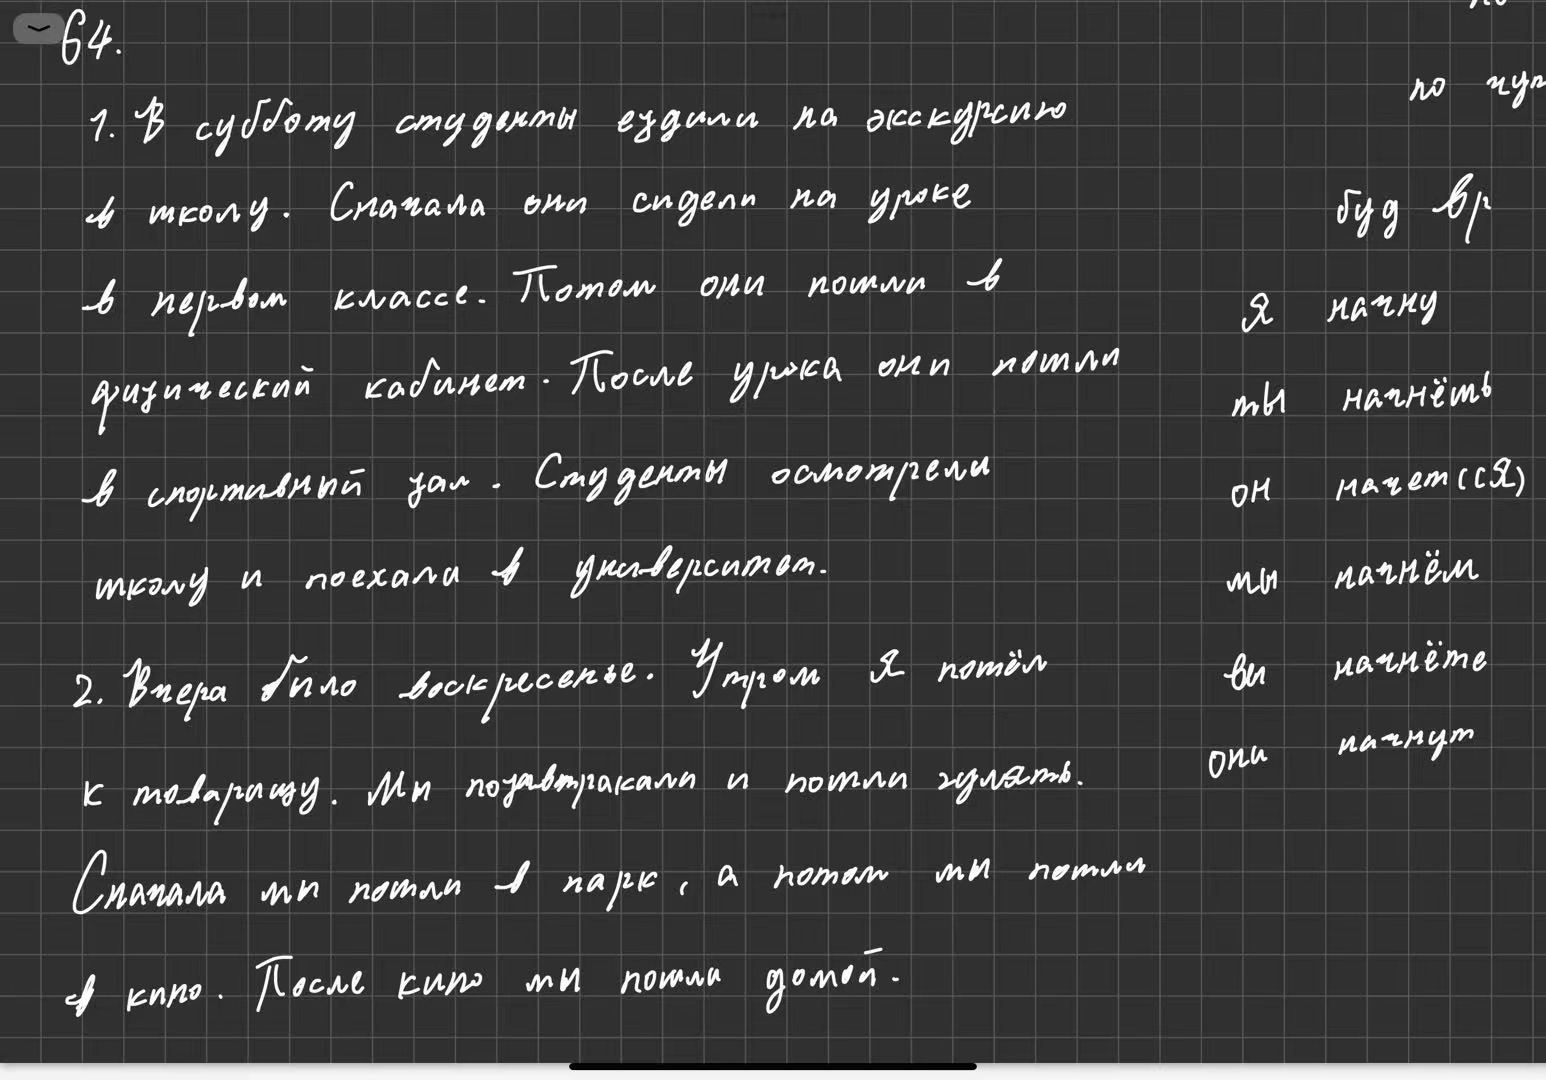 64.
1. В субботу студенты ездили на экскурсию
в школу. Сначала они сидели на уроке
в первом классе. Потом они пошли в
физический кабинет. После урока они пошли
в спортивный зал. Студенты осмотрели
школу и поехали в университет.
2. Вчера было воскресенье. Утром я пошёл
к товарищу. Мы позавтракали и пошли гулять.
Сначала мы пошли в парк, а потом мы пошли
в кино. После кино мы пошли домой.
по
буд вр
я начну
ты начнёшь
он начет(ся)
мы начнём
вы начнёте
они начнут